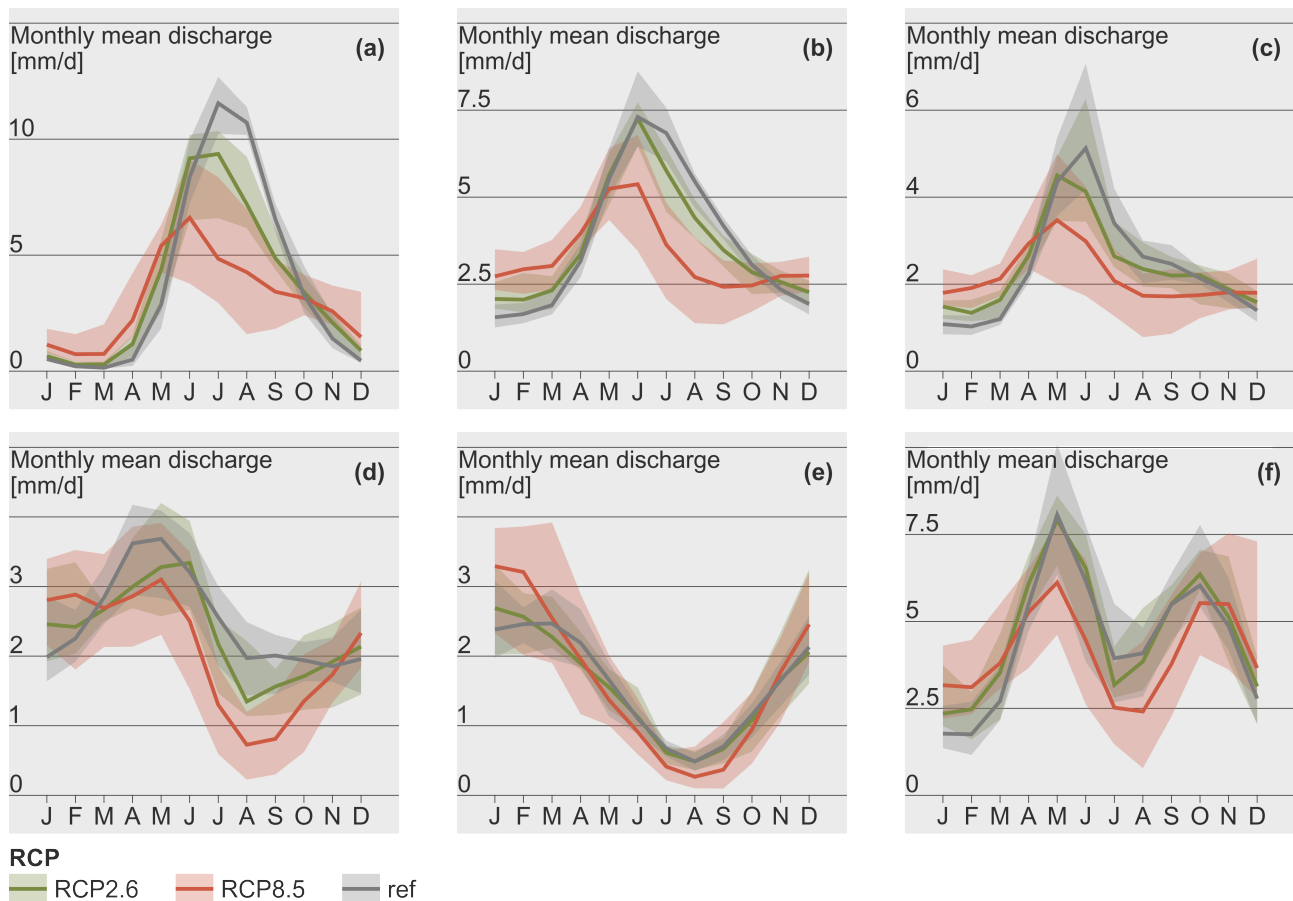 Monthly mean discharge
[mm/d]
(a)
10
5
0
J F M A M J J A S O N D
Monthly mean discharge
[mm/d]
(b)
7.5
5
2.5
0
J F M A M J J A S O N D
Monthly mean discharge
[mm/d]
(c)
6
4
2
0
J F M A M J J A S O N D
Monthly mean discharge
[mm/d]
(d)
3
2
1
0
J F M A M J J A S O N D
Monthly mean discharge
[mm/d]
(e)
3
2
1
0
J F M A M J J A S O N D
Monthly mean discharge
[mm/d]
(f)
7.5
5
2.5
0
J F M A M J J A S O N D
RCP
RCP2.6 RCP8.5 ref